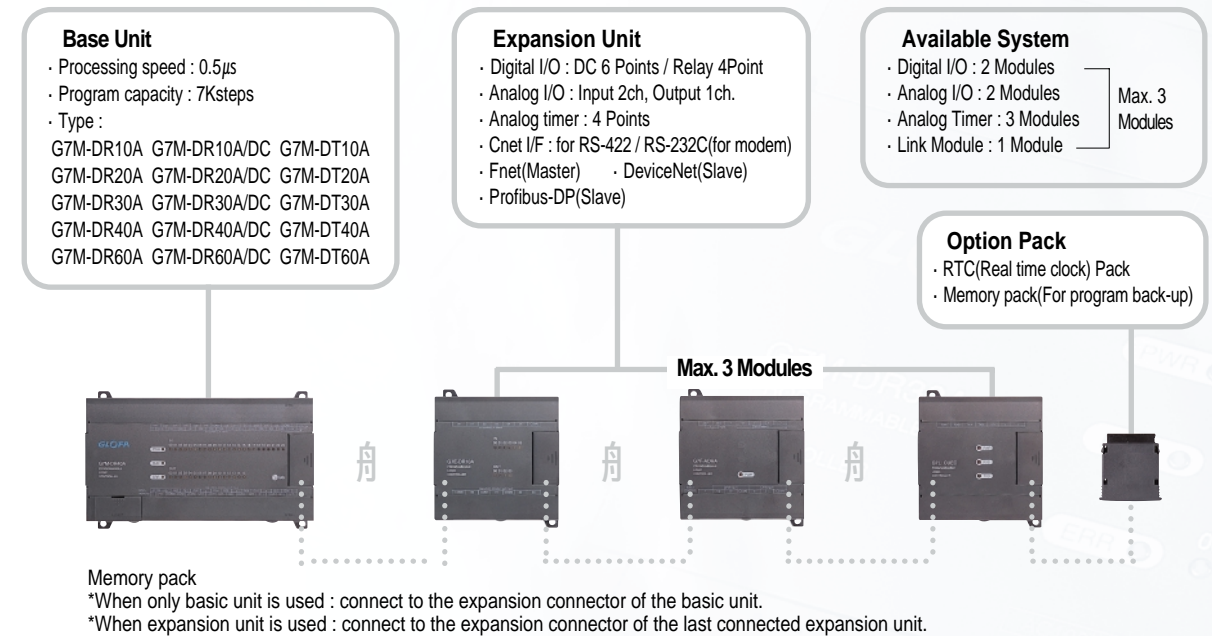 Base Unit
· Processing speed : 0.5㎲
· Program capacity : 7Ksteps
· Type :
G7M-DR10A G7M-DR10A/DC G7M-DT10A
G7M-DR20A G7M-DR20A/DC G7M-DT20A
G7M-DR30A G7M-DR30A/DC G7M-DT30A
G7M-DR40A G7M-DR40A/DC G7M-DT40A
G7M-DR60A G7M-DR60A/DC G7M-DT60A
Expansion Unit
· Digital I/O : DC 6 Points / Relay 4Point
· Analog I/O : Input 2ch, Output 1ch.
· Analog timer : 4 Points
· Cnet I/F : for RS-422 / RS-232C(for modem)
· Fnet(Master) · DeviceNet(Slave)
· Profibus-DP(Slave)
Available System
· Digital I/O : 2 Modules
· Analog I/O : 2 Modules
· Analog Timer : 3 Modules
· Link Module : 1 Module
Max. 3
Modules
Option Pack
· RTC(Real time clock) Pack
· Memory pack(For program back-up)
Max. 3 Modules
GLOFA
Memory pack
*When only basic unit is used : connect to the expansion connector of the basic unit.
*When expansion unit is used : connect to the expansion connector of the last connected expansion unit.